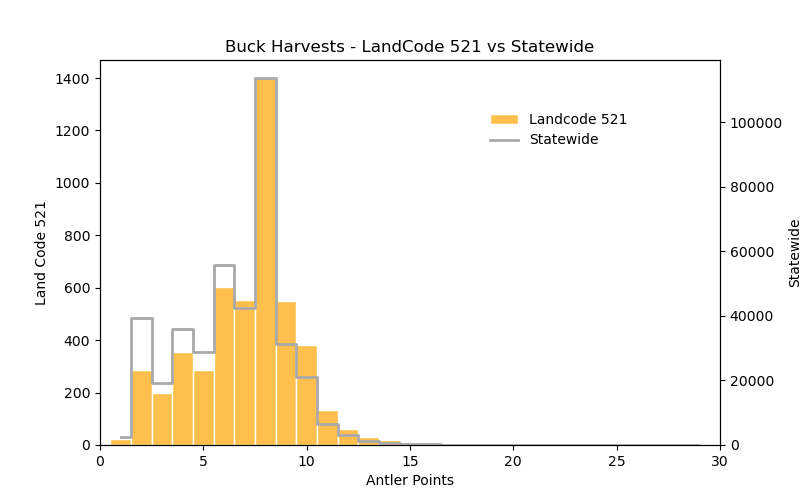 Buck Harvests - LandCode 521 vs Statewide
Land Code 521
1400
1200
1000
800
600
400
200
0
Landcode 521
Statewide
100000
80000
60000
40000
20000
0
Statewide
0 5 10 15 20 25 30
Antler Points